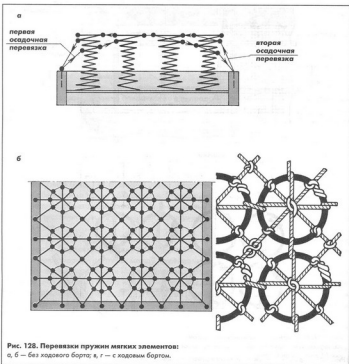 а
первая
осадочная
перевязка
вторая
осадочная
перевязка
б
Рис. 128. Перевязки пружин мягких элементов:
а, б — без ходового борта; в, г — с ходовым бортом.